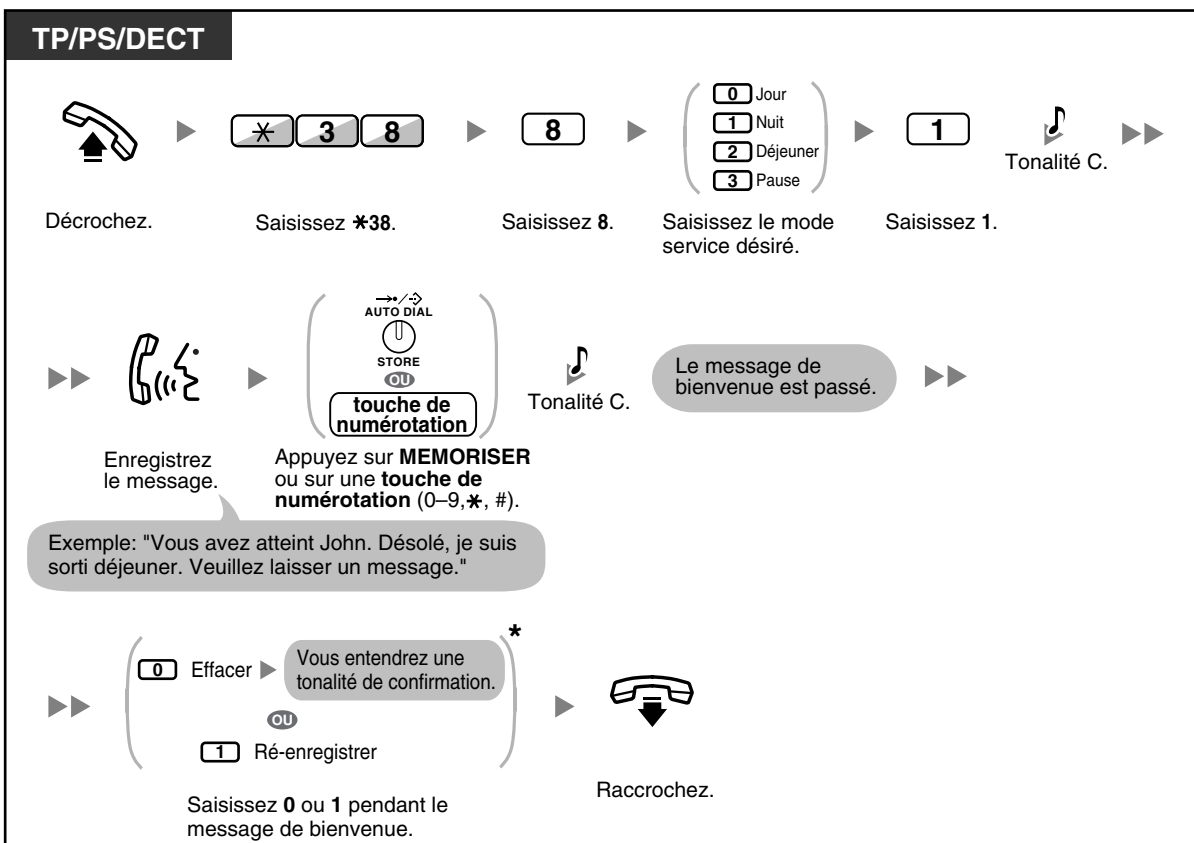 TP/PS/DECT
0 Jour
1 Nuit
2 Déjeuner
3 Pause
✳ 3 8
8
1
Tonalité C.
Décrochez.
Saisissez ✳38.
Saisissez 8.
Saisissez le mode
service désiré.
Saisissez 1.
AUTO DIAL
STORE
OU
touche de
numérotation
Tonalité C.
Le message de
bienvenue est passé.
Enregistrez
le message.
Appuyez sur MEMORISER
ou sur une touche de
numérotation (0–9,✳, #).
Exemple: "Vous avez atteint John. Désolé, je suis
sorti déjeuner. Veuillez laisser un message."
*
0 Effacer
Vous entendrez une
tonalité de confirmation.
OU
1 Ré-enregistrer
Saisissez 0 ou 1 pendant le
message de bienvenue.
Raccrochez.